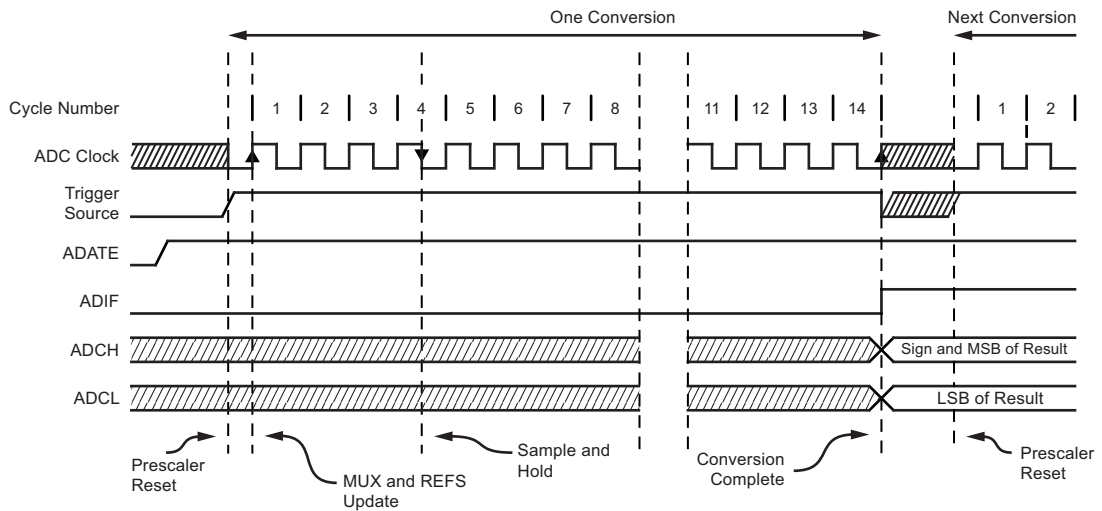 One Conversion
Next Conversion
Cycle Number
1 2 3 4 5 6 7 8 11 12 13 14 1 2
ADC Clock
Trigger
Source
ADATE
ADIF
ADCH
Sign and MSB of Result
ADCL
LSB of Result
Prescaler
Reset
MUX and REFS
Update
Sample and
Hold
Conversion
Complete
Prescaler
Reset